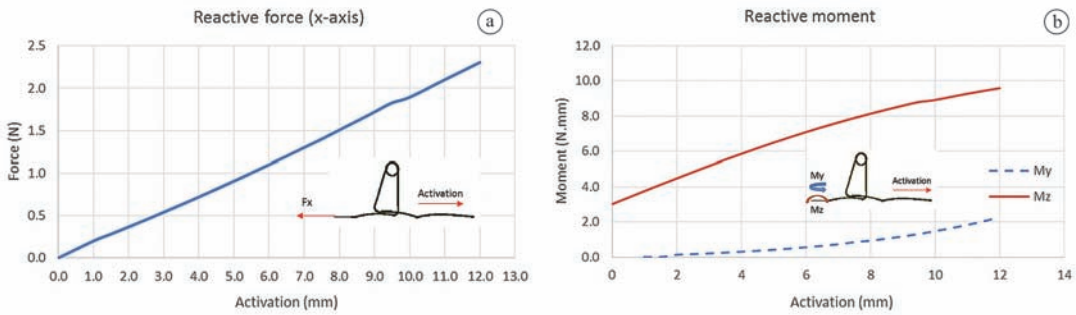 Reactive force (x-axis)
a
2.5
2.0
1.5
1.0
0.5
0.0
Force (N)
Fx
Activation
0.0 1.0 2.0 3.0 4.0 5.0 6.0 7.0 8.0 9.0 10.0 11.0 12.0 13.0
Activation (mm)
Reactive moment
b
12.0
10.0
8.0
6.0
4.0
2.0
0.0
Moment (N.mm)
My
Mz
Activation
My
Mz
0 2 4 6 8 10 12 14
Activation (mm)